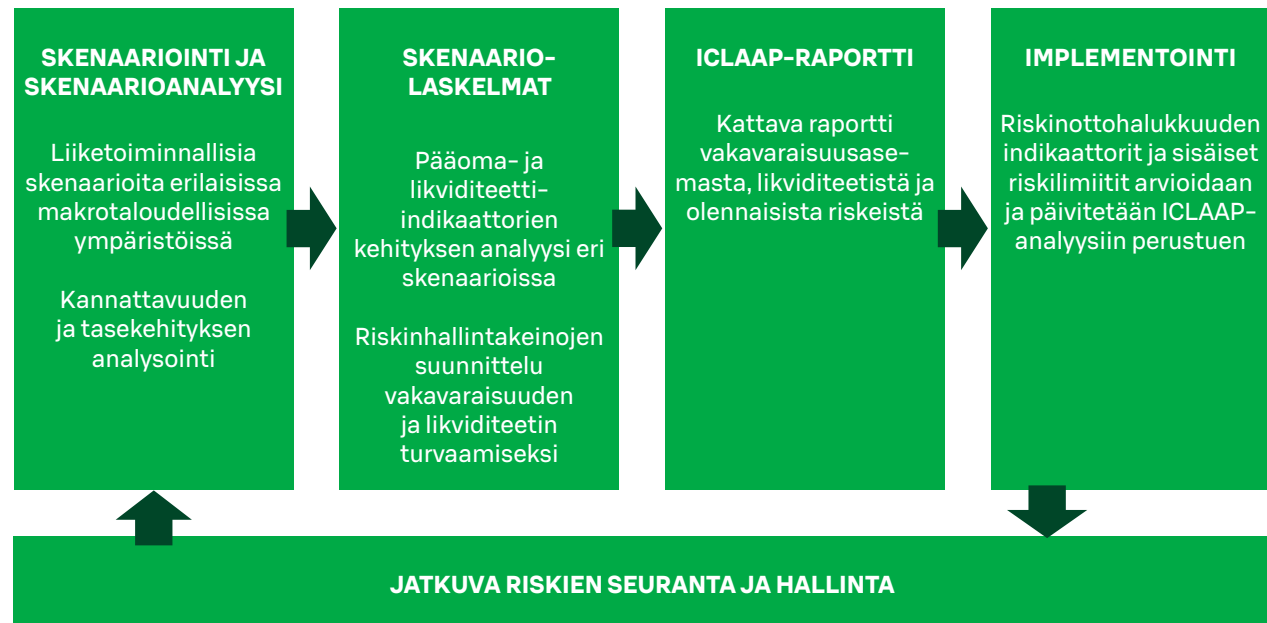 SKENAARIOINTI JA
SKENAARIOANALYYSI
Liiketoiminnallisia
skenaarioita erilaisissa
makrotaloudellisissa
ympäristöissä
Kannattavuuden
ja tasekehityksen
analysointi
SKENAARIO-
LASKELMAT
Pääoma- ja
likviditeetti-
indikaattorien
kehityksen analyysi eri
skenaarioissa
Riskinhallintakeinojen
suunnittelu
vakavaraisuuden
ja likviditeetin
turvaamiseksi
ICLAAP-RAPORTTI
Kattava raportti
vakavaraisuusase-
masta, likviditeetistä ja
olennaisista riskeistä
IMPLEMENTOINTI
Riskinottohalukkuuden
indikaattorit ja sisäiset
riskilimiitit arvioidaan
ja päivitetään ICLAAP-
analyysiin perustuen
JATKUVA RISKIEN SEURANTA JA HALLINTA